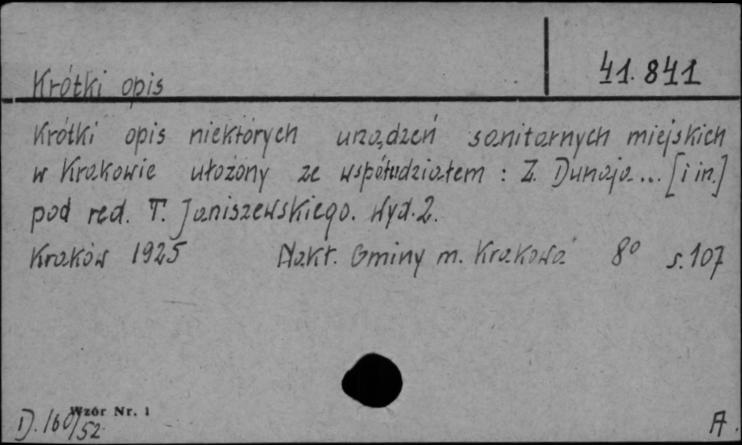 Krótki opis
41.841
Krótki opis niektórych urządzeń sanitarnych miejskich
w Krakowie ułożony ze współudziałem : Z. Dunaja... [i in.]
pod red. T. Janiszewskiego. Wyd. 2.
Kraków 1925 Nakł. Gminy m. Krakowa 8° s. 107
Wzór Nr. 1
D. 160/52
A.